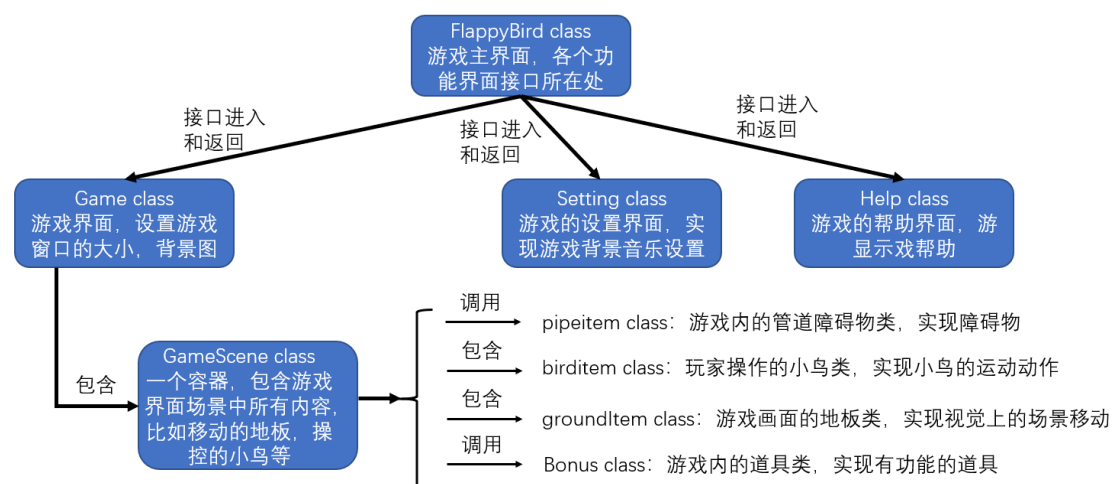 FlappyBird class
游戏主界面，各个功
能界面接口所在处
接口进入
和返回
接口进入
和返回
接口进入
和返回
Game class
游戏界面，设置游戏
窗口的大小，背景图
Setting class
游戏的设置界面，实
现游戏背景音乐设置
Help class
游戏的帮助界面，游
显示戏帮助
包含
GameScene class
一个容器，包含游戏
界面场景中所有内容，
比如移动的地板，操
控的小鸟等
调用
pipeitem class：游戏内的管道障碍物类，实现障碍物
包含
birditem class：玩家操作的小鸟类，实现小鸟的运动动作
包含
groundItem class：游戏画面的地板类，实现视觉上的场景移动
调用
Bonus class：游戏内的道具类，实现有功能的道具